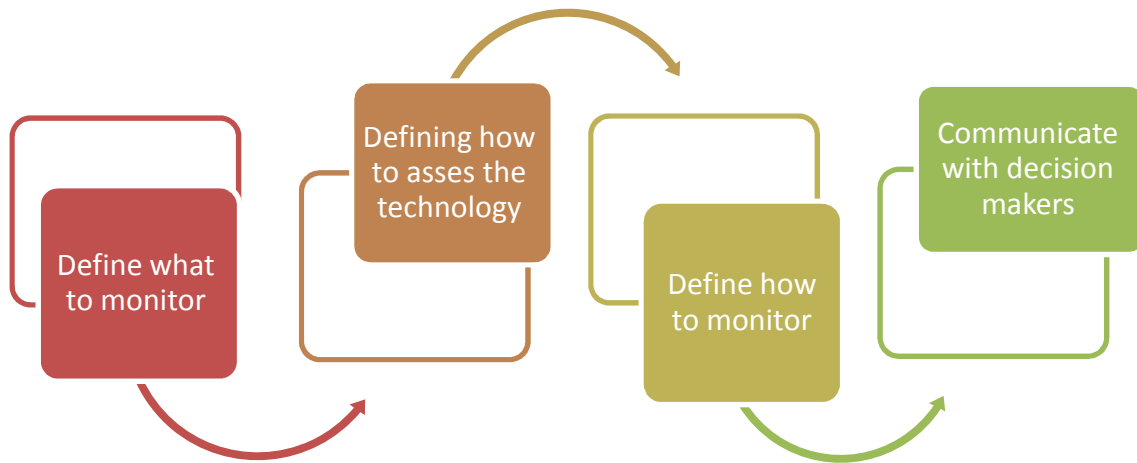 Define what
to monitor
Defining how
to asses the
technology
Define how
to monitor
Communicate
with decision
makers